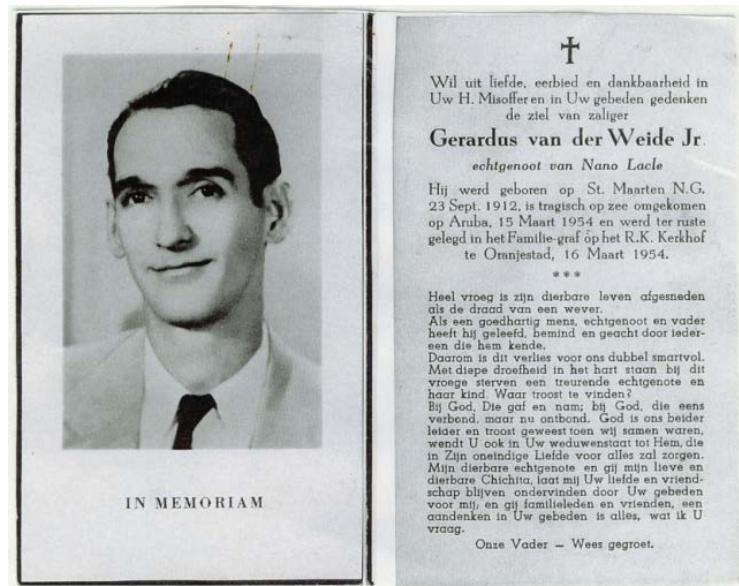 IN MEMORIAM
Wil uit liefde, eerbied en dankbaarheid in
Uw H. Misoffer en in Uw gebeden gedenken
de ziel van zaliger
Gerardus van der Weide Jr.
echtgenoot van Nano Lacle
Hij werd geboren op St. Maarten N.G.
23 Sept. 1912, is tragisch op zee omgekomen
op Aruba, 15 Maart 1954 en werd ter ruste
gelegd in het Familie-graf op het R.K. Kerkhof
te Oranjestad, 16 Maart 1954.
* * *
Heel vroeg is zijn dierbare leven afgesneden
als de draad van een wever.
Als een goedhartig mens, echtgenoot en vader
heeft hij geleefd, bemind en geacht door ieder-
een die hem kende.
Daarom is dit verlies voor ons dubbel smartvol.
Met diepe droefheid in het hart staan bij dit
vroege sterven een treurende echtgenote en
haar kind. Waar troost te vinden?
Bij God, Die gaf en nam; bij God, die eens
verbond, maar nu ontbond. God is ons beider
leider en troost geweest toen wij samen waren,
wendt U ook in Uw weduwenstaat tot Hem, die
in Zijn oneindige Liefde voor alles zal zorgen.
Mijn dierbare echtgenote en gij mijn lieve en
dierbare Chichita, laat mij Uw liefde en vriend-
schap blijven ondervinden door Uw gebeden
voor mij; en gij familieleden en vrienden, een
aandenken in Uw gebeden is alles, wat ik U
vraag.
Onze Vader – Wees gegroet.